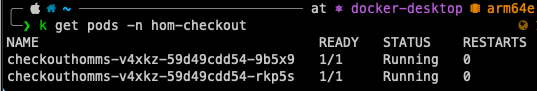 ~ at docker-desktop arm64e
k get pods -n hom-checkout
NAME READY STATUS RESTARTS
checkouthomms-v4xkz-59d49cdd54-9b5x9 1/1 Running 0
checkouthomms-v4xkz-59d49cdd54-rkp5s 1/1 Running 0